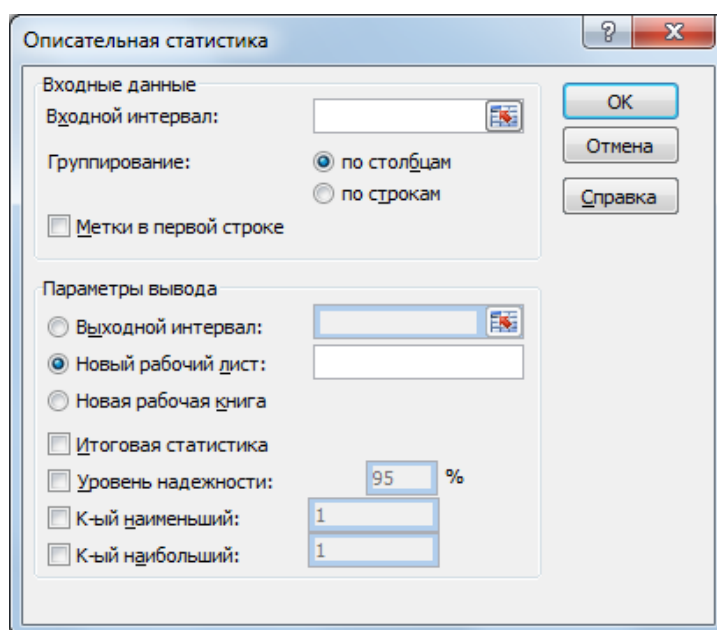 Описательная статистика
Входные данные
Входной интервал:
Группирование:
по столбцам
по строкам
Метки в первой строке
OK
Отмена
Справка
Параметры вывода
Выходной интервал:
Новый рабочий лист:
Новая рабочая книга
Итоговая статистика
Уровень надежности: 95 %
К-ый наименьший: 1
К-ый наибольший: 1